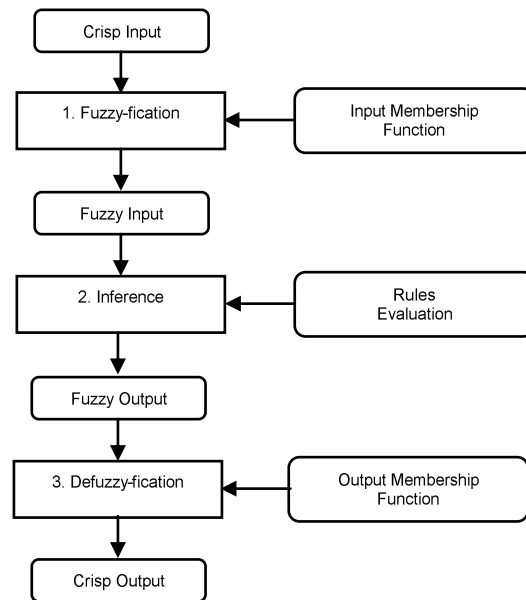 Crisp Input
1. Fuzzy-fication
Input Membership
Function
Fuzzy Input
2. Inference
Rules
Evaluation
Fuzzy Output
3. Defuzzy-fication
Output Membership
Function
Crisp Output